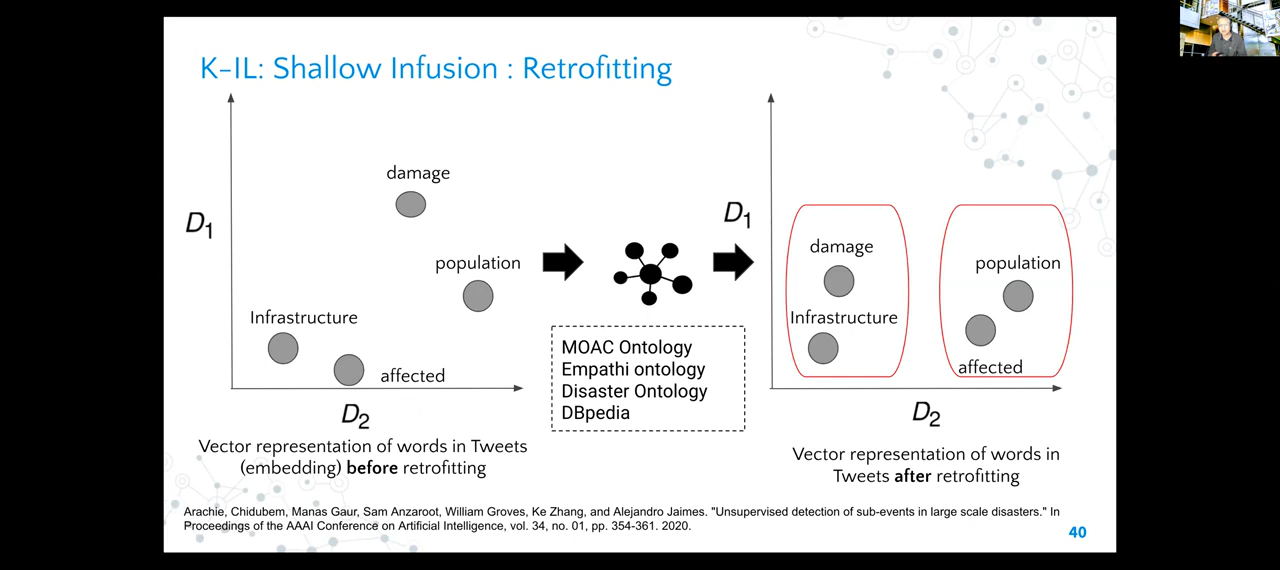 K-IL: Shallow Infusion : Retrofitting
D1
damage
population
Infrastructure
affected
D2
Vector representation of words in Tweets
(embedding) before retrofitting
MOAC Ontology
Empathi ontology
Disaster Ontology
DBpedia
D1
damage
Infrastructure
population
affected
D2
Vector representation of words in
Tweets after retrofitting
Arachie, Chidubem, Manas Gaur, Sam Anzaroot, William Groves, Ke Zhang, and Alejandro Jaimes. "Unsupervised detection of sub-events in large scale disasters." In
Proceedings of the AAAI Conference on Artificial Intelligence, vol. 34, no. 01, pp. 354-361. 2020.
40